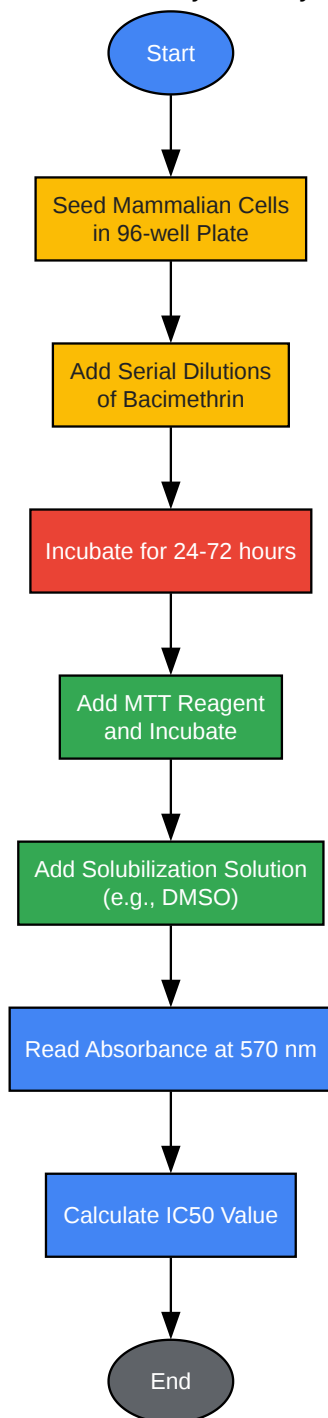 Start
Seed Mammalian Cells
in 96-well Plate
Add Serial Dilutions
of Bacimethrin
Incubate for 24-72 hours
Add MTT Reagent
and Incubate
Add Solubilization Solution
(e.g., DMSO)
Read Absorbance at 570 nm
Calculate IC50 Value
End